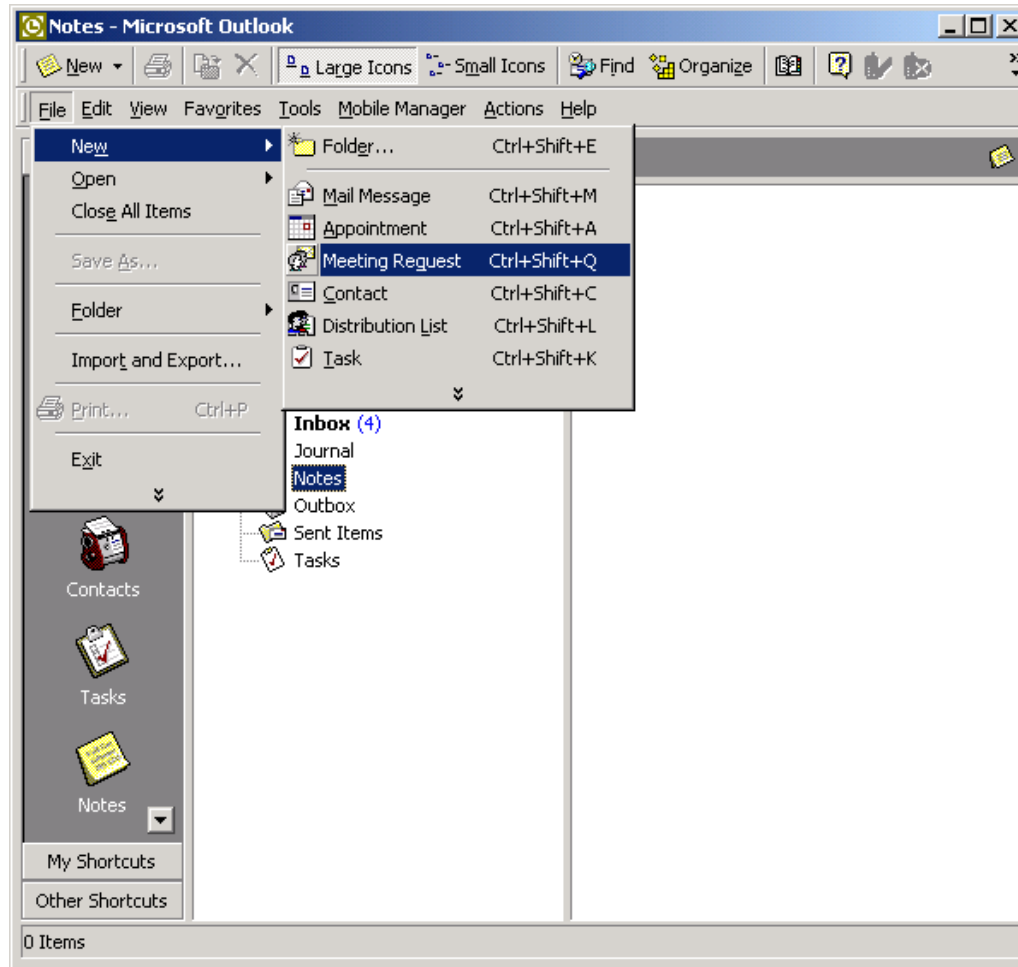 Notes - Microsoft Outlook
New Large Icons Small Icons Find Organize
File Edit View Favorites Tools Mobile Manager Actions Help
New
Open
Close All Items
Save As...
Folder
Import and Export...
Print... Ctrl+P
Exit
Folder... Ctrl+Shift+E
Mail Message Ctrl+Shift+M
Appointment Ctrl+Shift+A
Meeting Request Ctrl+Shift+Q
Contact Ctrl+Shift+C
Distribution List Ctrl+Shift+L
Task Ctrl+Shift+K
Inbox (4)
Journal
Notes
Outbox
Sent Items
Tasks
Contacts
Tasks
Notes
My Shortcuts
Other Shortcuts
0 Items